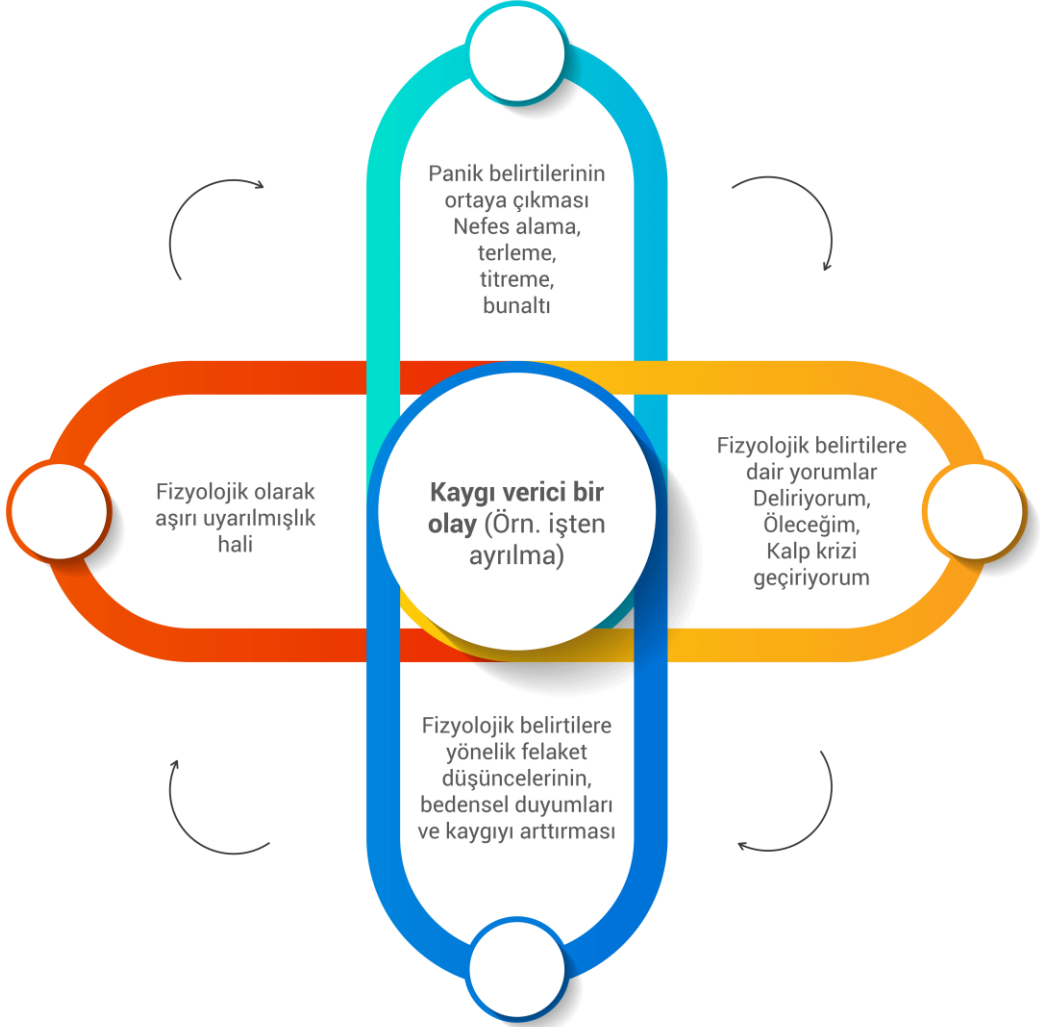 Panik belirtilerinin
ortaya çıkması
Nefes alama,
terleme,
titreme,
bunaltı
Fizyolojik olarak
aşırı uyarılmışlık
hali
Kaygı verici bir
olay (Örn. işten
ayrılma)
Fizyolojik belirtilere
dair yorumlar
Deliriyorum,
Öleceğim,
Kalp krizi
geçiriyorum
Fizyolojik belirtilere
yönelik felaket
düşüncelerinin,
bedensel duyumları
ve kaygıyı arttırması